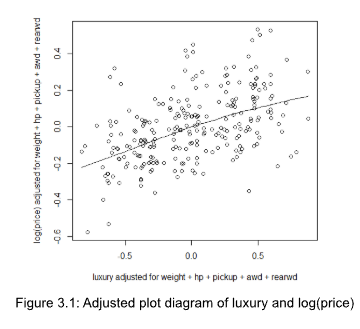 log(price) adjusted for weight + hp + pickup + awd + rearwd
0.4
0.2
0.0
-0.2
-0.4
-0.6
-0.5 0.0 0.5
luxury adjusted for weight + hp + pickup + awd + rearwd
Figure 3.1: Adjusted plot diagram of luxury and log(price)